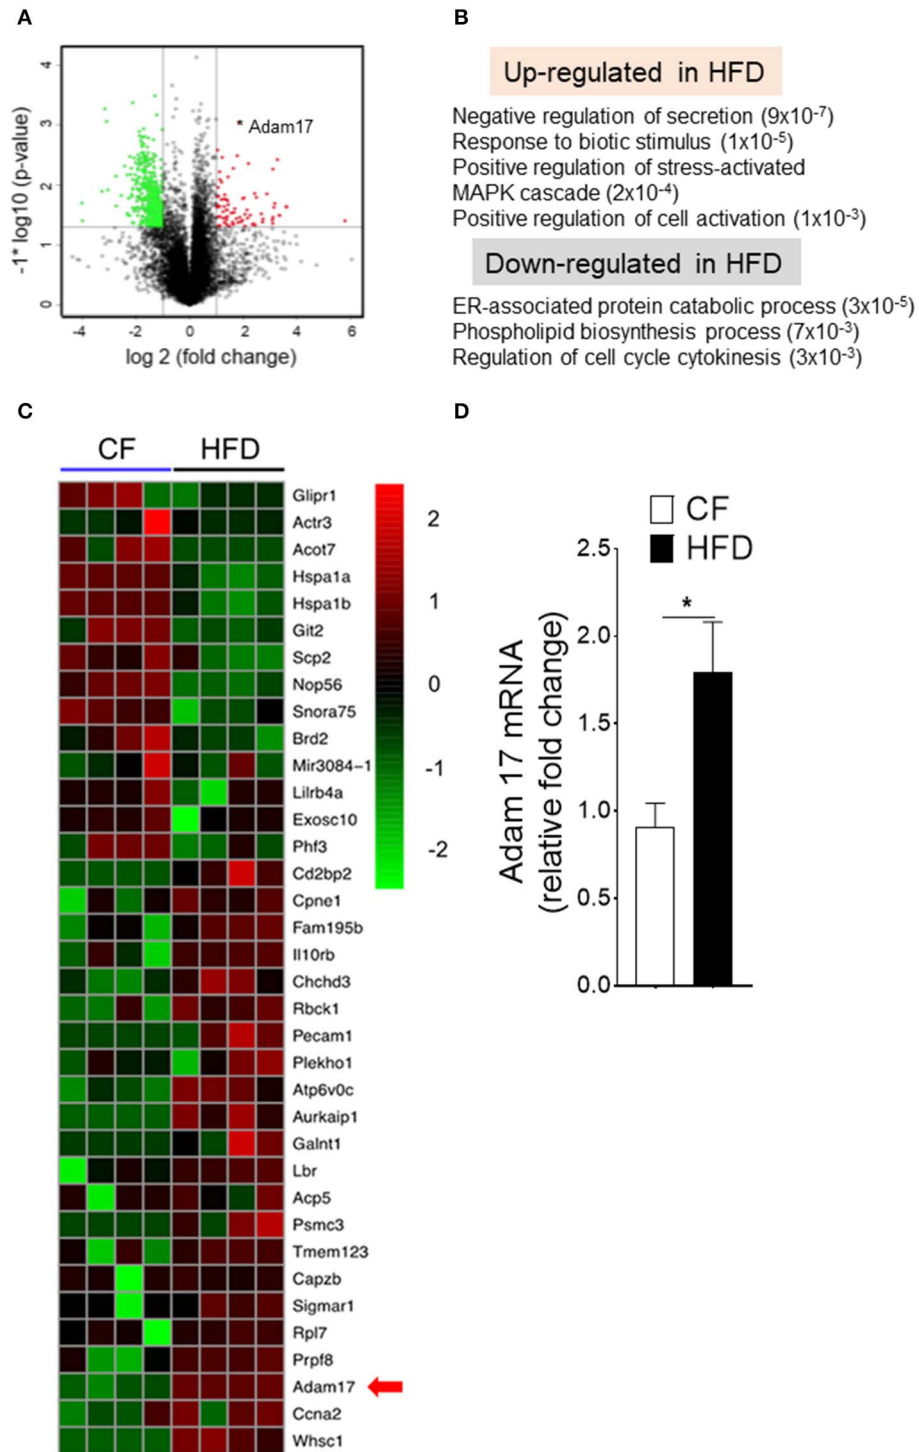 A
4
3
2
1
0
-1* log10 (p-value)
* Adam17
-4 -2 0 2 4 6
log 2 (fold change)
B
Up-regulated in HFD
Negative regulation of secretion (9x10-7)
Response to biotic stimulus (1x10-5)
Positive regulation of stress-activated
MAPK cascade (2x10-4)
Positive regulation of cell activation (1x10-3)
Down-regulated in HFD
ER-associated protein catabolic process (3x10-5)
Phospholipid biosynthesis process (7x10-3)
Regulation of cell cycle cytokinesis (3x10-3)
C
CF HFD
Glipr1
Actr3
Acot7
Hspa1a
Hspa1b
Git2
Scp2
Nop56
Snora75
Brd2
Mir3084−1
Lilrb4a
Exosc10
Phf3
Cd2bp2
Cpne1
Fam195b
Il10rb
Chchd3
Rbck1
Pecam1
Plekho1
Atp6v0c
Aurkaip1
Galnt1
Lbr
Acp5
Psmc3
Tmem123
Capzb
Sigmar1
Rpl7
Prpf8
Adam17
Ccna2
Whsc1
2
1
0
-1
-2
D
CF
HFD
Adam 17 mRNA
(relative fold change)
2.5
2.0
1.5
1.0
0.5
0.0
*